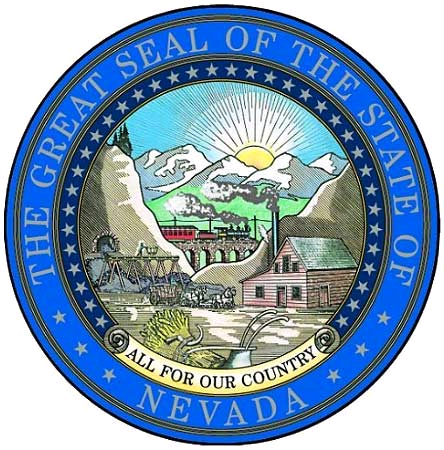 THE GREAT SEAL OF THE STATE OF
NEVADA
ALL FOR OUR COUNTRY